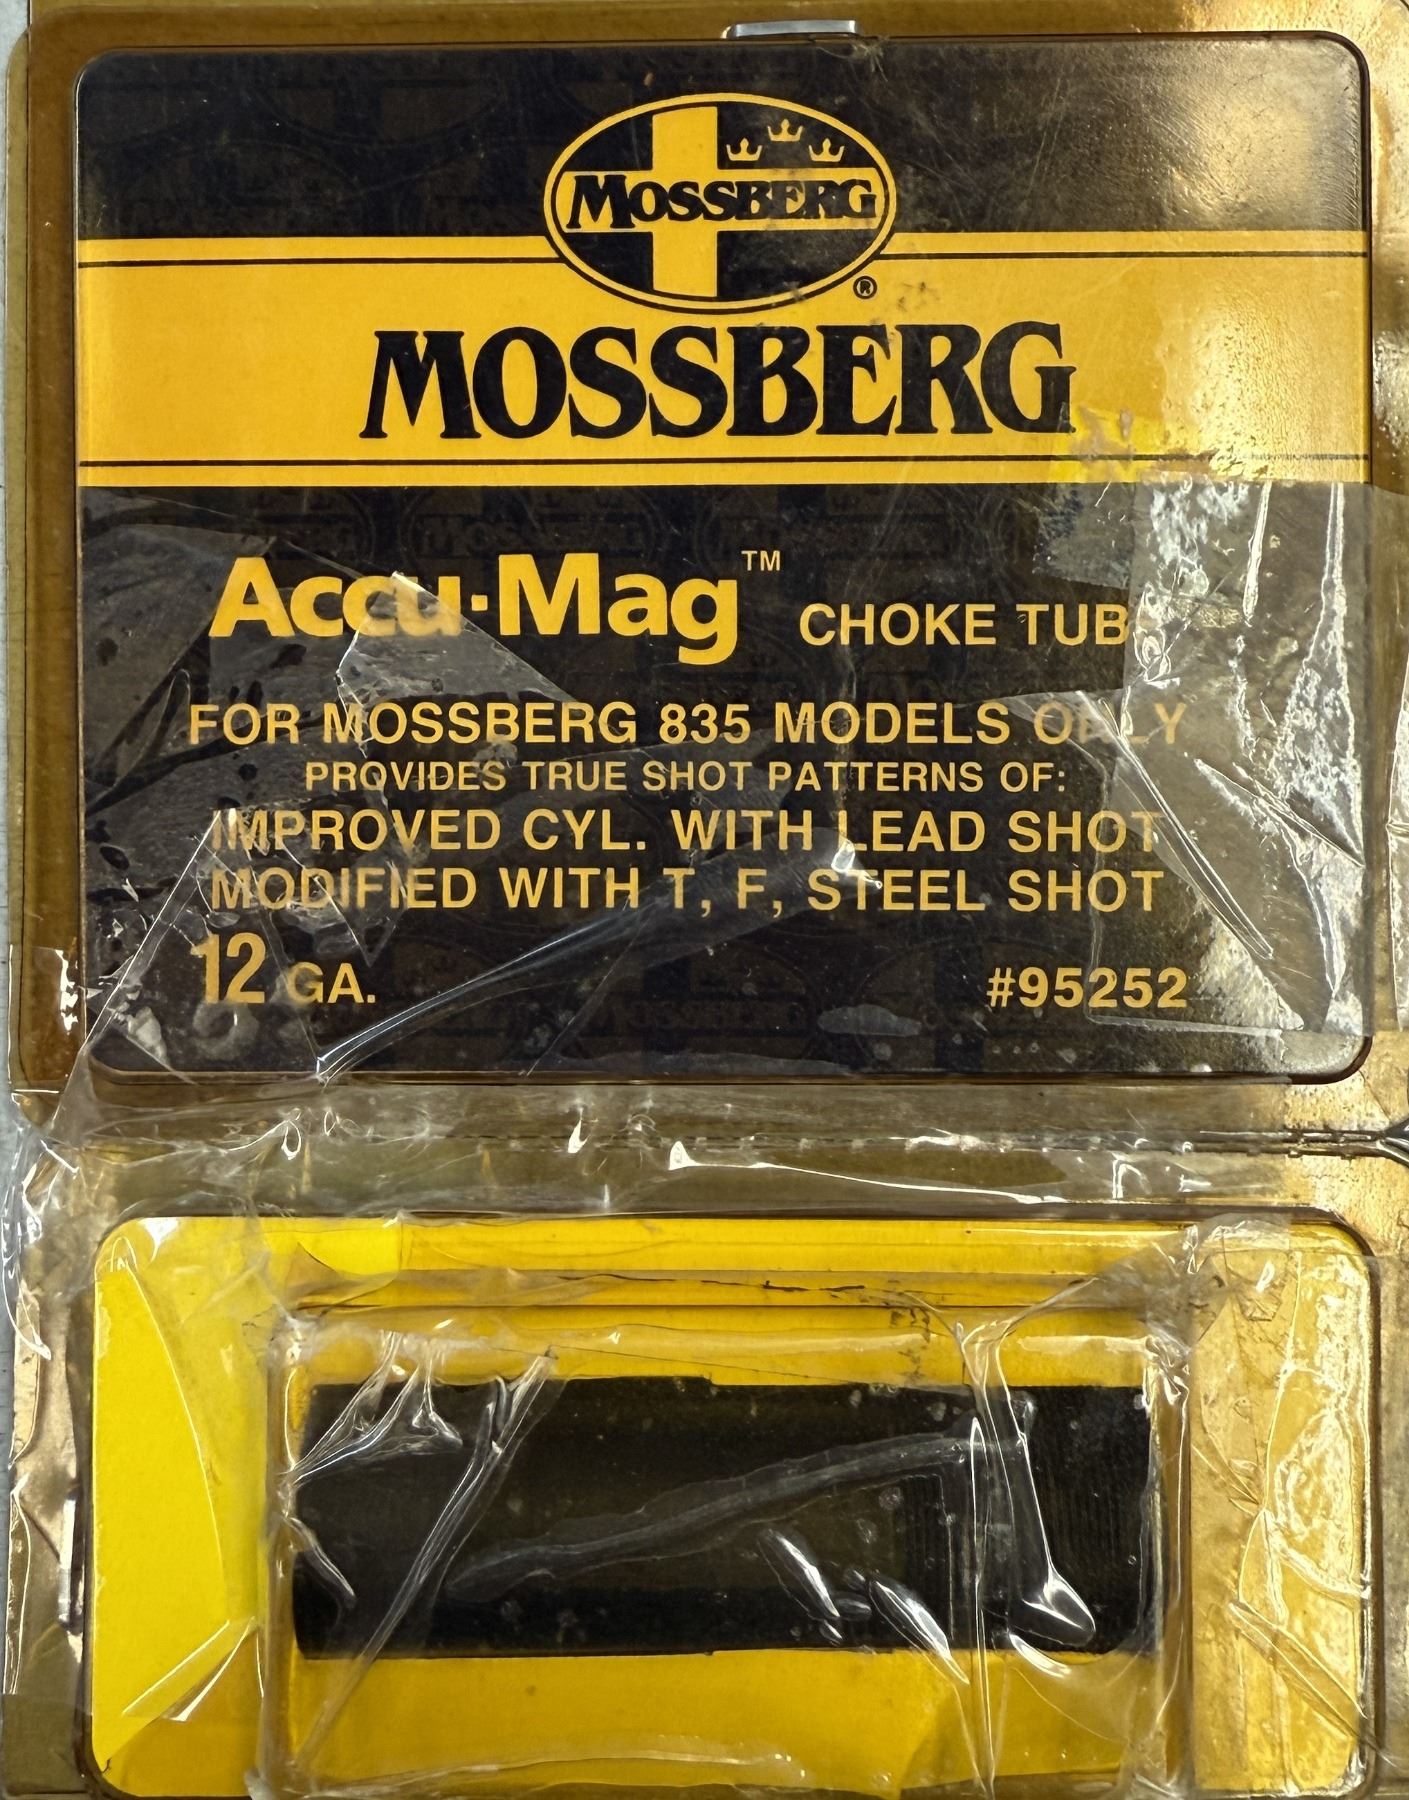 MOSSBERG
®
MOSSBERG
Accu·Mag™ CHOKE TUB
FOR MOSSBERG 835 MODELS ONLY
PROVIDES TRUE SHOT PATTERNS OF:
IMPROVED CYL. WITH LEAD SHOT
MODIFIED WITH T, F, STEEL SHOT
12 GA.
#95252